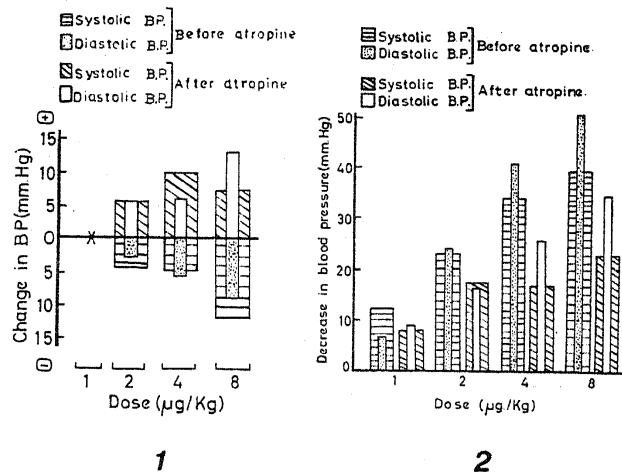 Systolic B.P.
Diastolic B.P.
Before atropine
Systolic B.P.
Diastolic B.P.
After atropine
Change in BP(mm.Hg)
+
15
10
5
0
5
10
15
−
X
1 2 4 8
Dose (µg/Kg)
1
Systolic B.P.
Diastolic B.P.
Before atropine.
Systolic B.P.
Diastolic B.P.
After atropine.
Decrease in blood pressure(mm.Hg)
50
40
30
20
10
0
1 2 4 8
Dose (µg/Kg)
2